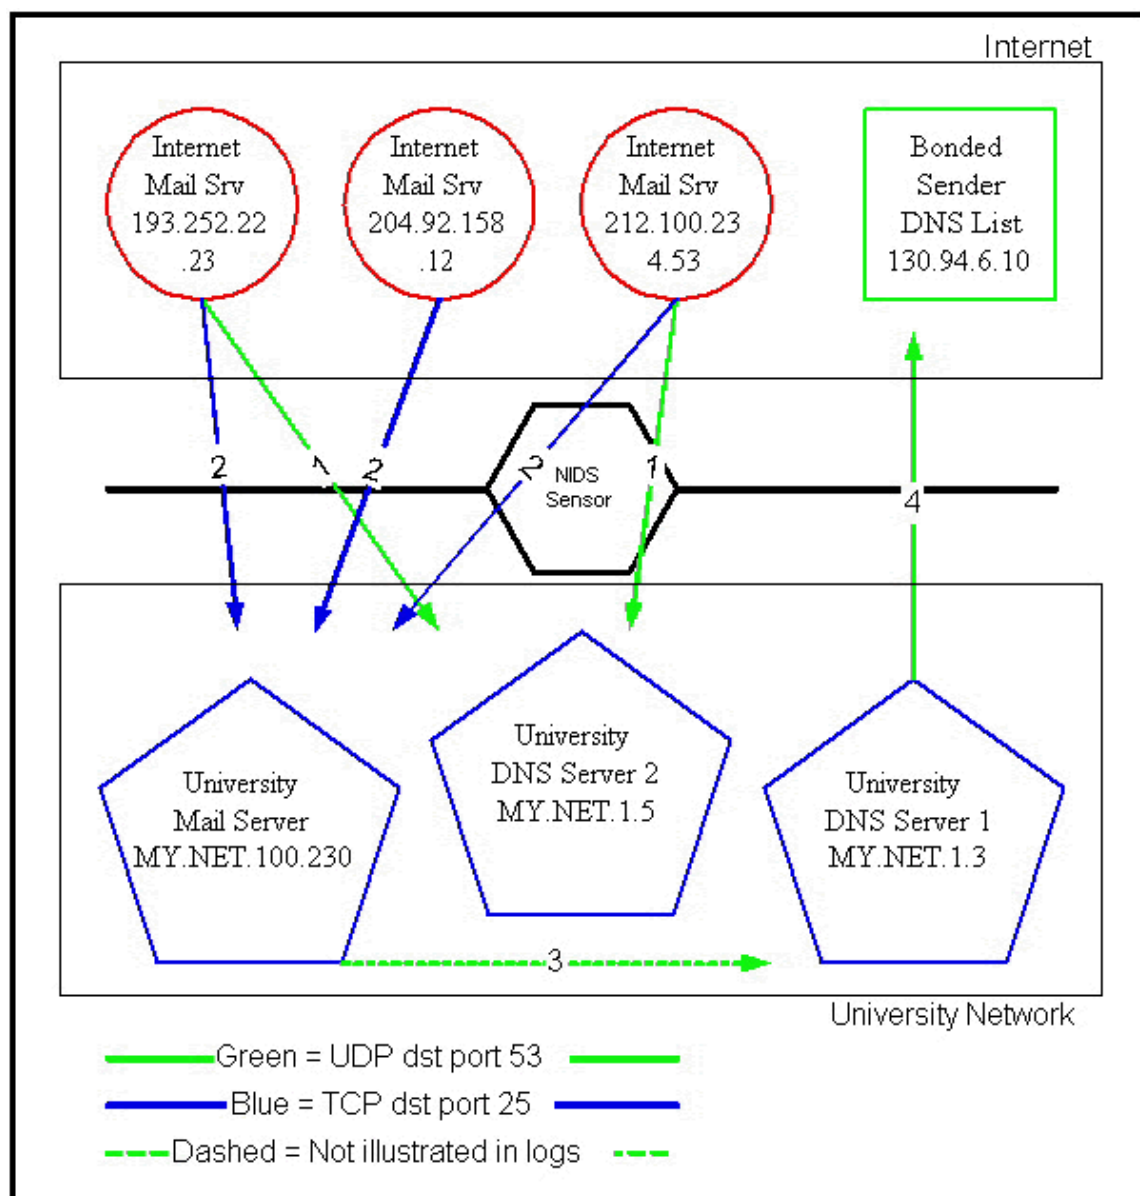 Internet
Internet
Mail Srv
193.252.22
.23
Internet
Mail Srv
204.92.158
.12
Internet
Mail Srv
212.100.23
4.53
Bonded
Sender
DNS List
130.94.6.10
2
1
2
2
1
4
NIDS
Sensor
University
Mail Server
MY.NET.100.230
University
DNS Server 2
MY.NET.1.5
University
DNS Server 1
MY.NET.1.3
3
University Network
Green = UDP dst port 53
Blue = TCP dst port 25
Dashed = Not illustrated in logs